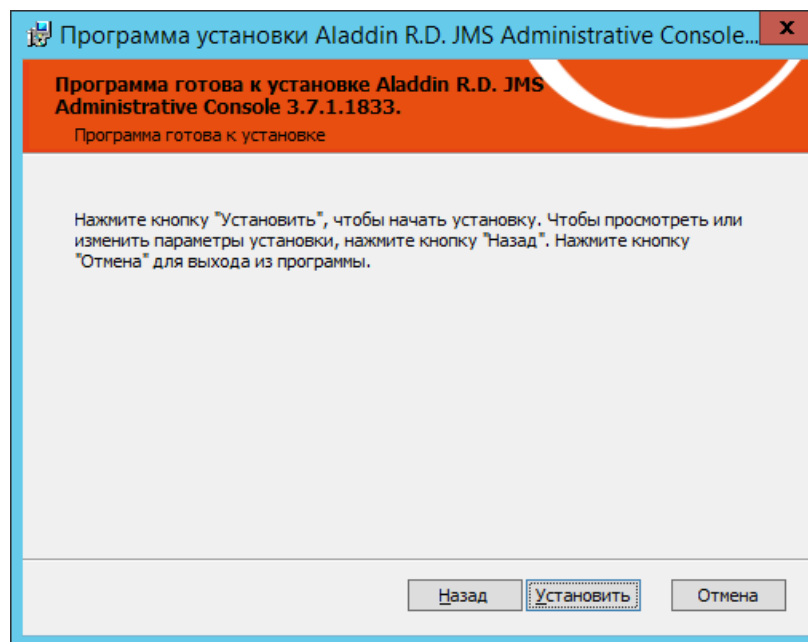 Программа установки Aladdin R.D. JMS Administrative Console...
x
Программа готова к установке Aladdin R.D. JMS
Administrative Console 3.7.1.1833.
Программа готова к установке
Нажмите кнопку "Установить", чтобы начать установку. Чтобы просмотреть или
изменить параметры установки, нажмите кнопку "Назад". Нажмите кнопку
"Отмена" для выхода из программы.
Назад Установить Отмена